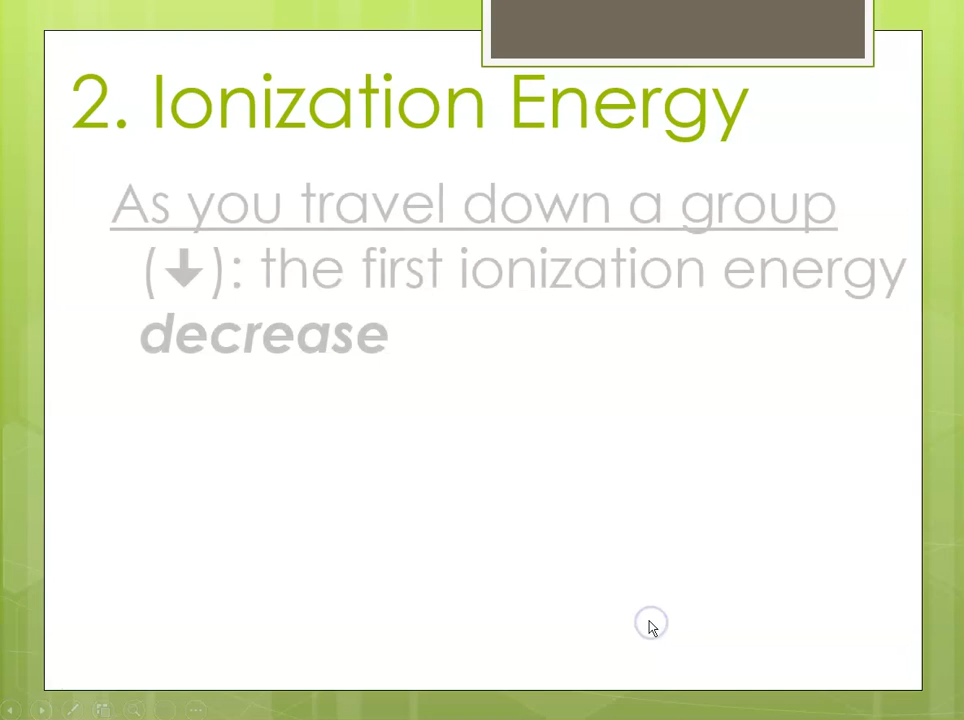 2. Ionization Energy
As you travel down a group
(🡇): the first ionization energy
decrease